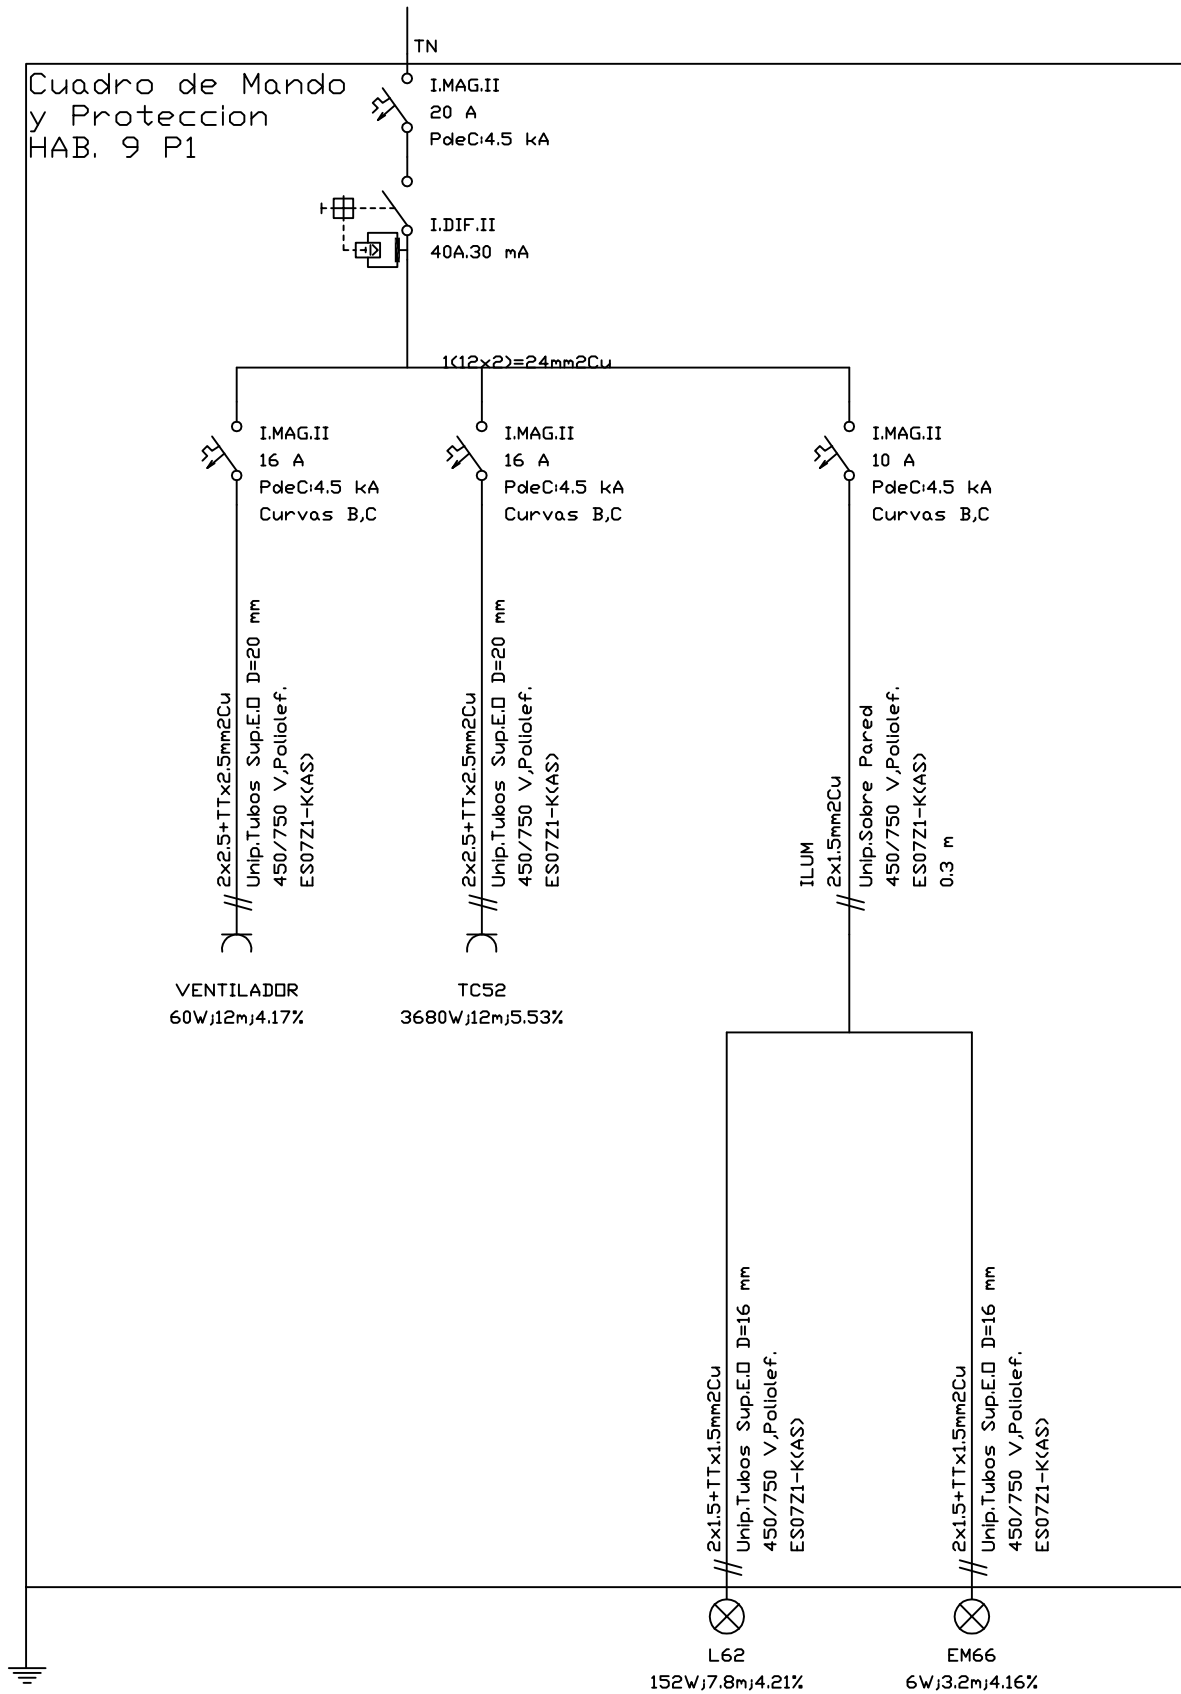 TN
Cuadro de Mando
y Proteccion
HAB. 9 P1
I.MAG.II
20 A
PdeC:4.5 kA
I.DIF.II
40A.30 mA
1(12x2)=24mm2Cu
I.MAG.II
16 A
PdeC:4.5 kA
Curvas B,C
I.MAG.II
16 A
PdeC:4.5 kA
Curvas B,C
I.MAG.II
10 A
PdeC:4.5 kA
Curvas B,C
2x2.5+TTx2.5mm2Cu
Unip.Tubos Sup.E.O D=20 mm
450/750 V,Poliolef.
ES07Z1-K(AS)
2x2.5+TTx2.5mm2Cu
Unip.Tubos Sup.E.O D=20 mm
450/750 V,Poliolef.
ES07Z1-K(AS)
ILUM
2x1.5mm2Cu
Unip.Sobre Pared
450/750 V,Poliolef.
ES07Z1-K(AS)
0.3 m
VENTILADOR
60W;12m;4.17%
TC52
3680W;12m;5.53%
2x1.5+TTx1.5mm2Cu
Unip.Tubos Sup.E.O D=16 mm
450/750 V,Poliolef.
ES07Z1-K(AS)
2x1.5+TTx1.5mm2Cu
Unip.Tubos Sup.E.O D=16 mm
450/750 V,Poliolef.
ES07Z1-K(AS)
L62
152W;7.8m;4.21%
EM66
6W;3.2m;4.16%